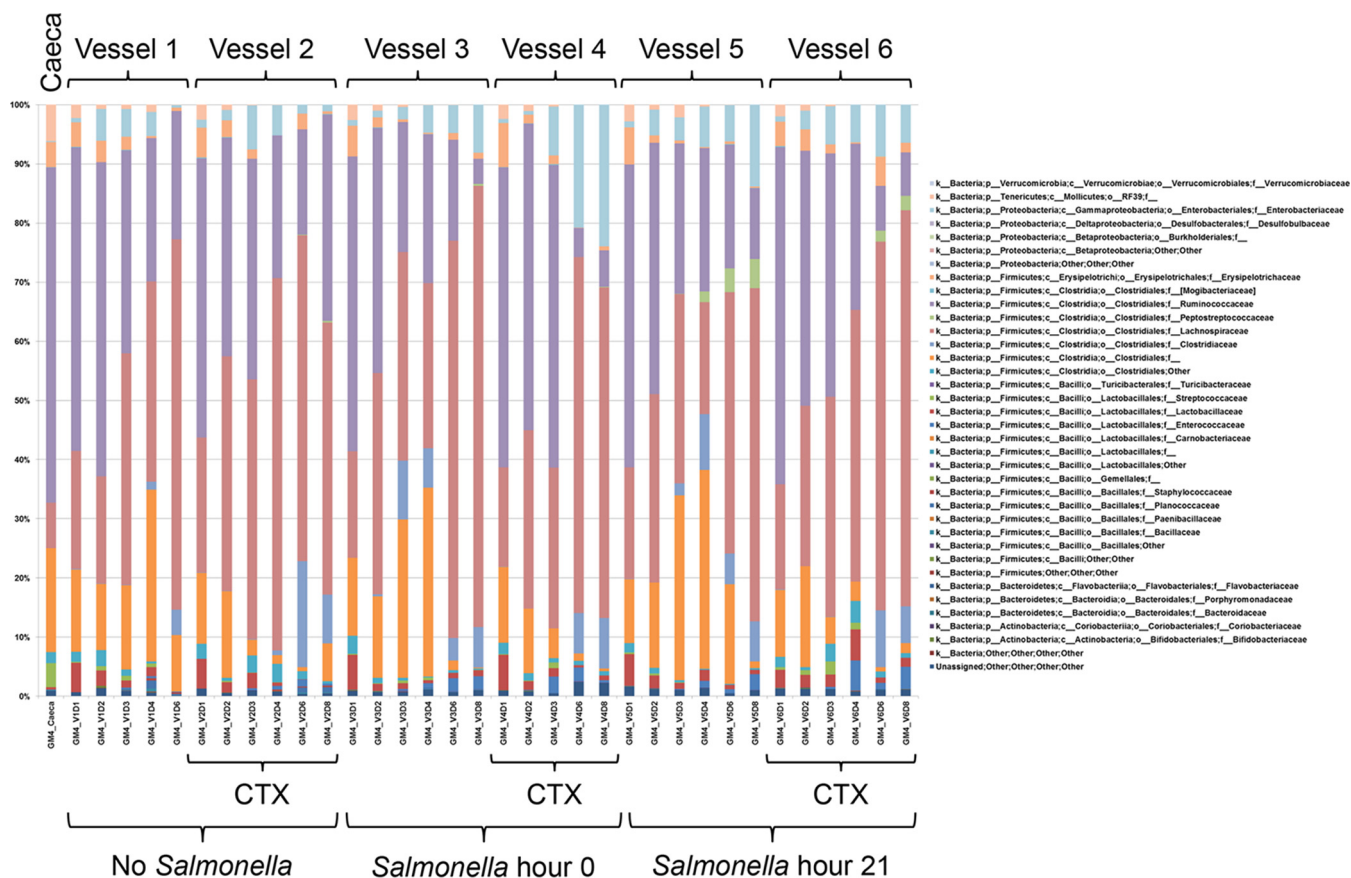 Caeca
Vessel 1
Vessel 2
Vessel 3
Vessel 4
Vessel 5
Vessel 6
100%
90%
80%
70%
60%
50%
40%
30%
20%
10%
0%
GM4_Caeca
GM4_V1D1
GM4_V1D2
GM4_V1D3
GM4_V1D4
GM4_V1D6
GM4_V2D1
GM4_V2D2
GM4_V2D3
GM4_V2D4
GM4_V2D6
GM4_V2D8
GM4_V3D1
GM4_V3D2
GM4_V3D3
GM4_V3D4
GM4_V3D6
GM4_V3D8
GM4_V4D1
GM4_V4D2
GM4_V4D3
GM4_V4D6
GM4_V4D8
GM4_V5D1
GM4_V5D2
GM4_V5D3
GM4_V5D4
GM4_V5D6
GM4_V5D8
GM4_V6D1
GM4_V6D2
GM4_V6D3
GM4_V6D4
GM4_V6D6
GM4_V6D8
CTX
CTX
CTX
No Salmonella
Salmonella hour 0
Salmonella hour 21
k__Bacteria;p__Verrucomicrobia;c__Verrucomicrobiae;o__Verrucomicrobiales;f__Verrucomicrobiaceae
k__Bacteria;p__Tenericutes;c__Mollicutes;o__RF39;f__
k__Bacteria;p__Proteobacteria;c__Gammaproteobacteria;o__Enterobacteriales;f__Enterobacteriaceae
k__Bacteria;p__Proteobacteria;c__Deltaproteobacteria;o__Desulfobacterales;f__Desulfobulbaceae
k__Bacteria;p__Proteobacteria;c__Betaproteobacteria;o__Burkholderiales;f__
k__Bacteria;p__Proteobacteria;c__Betaproteobacteria;Other;Other
k__Bacteria;p__Proteobacteria;Other;Other;Other
k__Bacteria;p__Firmicutes;c__Erysipelotrichi;o__Erysipelotrichales;f__Erysipelotrichaceae
k__Bacteria;p__Firmicutes;c__Clostridia;o__Clostridiales;f__[Mogibacteriaceae]
k__Bacteria;p__Firmicutes;c__Clostridia;o__Clostridiales;f__Ruminococcaceae
k__Bacteria;p__Firmicutes;c__Clostridia;o__Clostridiales;f__Peptostreptococcaceae
k__Bacteria;p__Firmicutes;c__Clostridia;o__Clostridiales;f__Lachnospiraceae
k__Bacteria;p__Firmicutes;c__Clostridia;o__Clostridiales;f__Clostridiaceae
k__Bacteria;p__Firmicutes;c__Clostridia;o__Clostridiales;f__
k__Bacteria;p__Firmicutes;c__Clostridia;o__Clostridiales;Other
k__Bacteria;p__Firmicutes;c__Bacilli;o__Turicibacterales;f__Turicibacteraceae
k__Bacteria;p__Firmicutes;c__Bacilli;o__Lactobacillales;f__Streptococcaceae
k__Bacteria;p__Firmicutes;c__Bacilli;o__Lactobacillales;f__Lactobacillaceae
k__Bacteria;p__Firmicutes;c__Bacilli;o__Lactobacillales;f__Enterococcaceae
k__Bacteria;p__Firmicutes;c__Bacilli;o__Lactobacillales;f__Carnobacteriaceae
k__Bacteria;p__Firmicutes;c__Bacilli;o__Lactobacillales;f__
k__Bacteria;p__Firmicutes;c__Bacilli;o__Lactobacillales;Other
k__Bacteria;p__Firmicutes;c__Bacilli;o__Gemellales;f__
k__Bacteria;p__Firmicutes;c__Bacilli;o__Bacillales;f__Staphylococcaceae
k__Bacteria;p__Firmicutes;c__Bacilli;o__Bacillales;f__Planococcaceae
k__Bacteria;p__Firmicutes;c__Bacilli;o__Bacillales;f__Paenibacillaceae
k__Bacteria;p__Firmicutes;c__Bacilli;o__Bacillales;f__Bacillaceae
k__Bacteria;p__Firmicutes;c__Bacilli;o__Bacillales;Other
k__Bacteria;p__Firmicutes;c__Bacilli;Other;Other
k__Bacteria;p__Firmicutes;Other;Other;Other
k__Bacteria;p__Bacteroidetes;c__Flavobacteriia;o__Flavobacteriales;f__Flavobacteriaceae
k__Bacteria;p__Bacteroidetes;c__Bacteroidia;o__Bacteroidales;f__Porphyromonadaceae
k__Bacteria;p__Bacteroidetes;c__Bacteroidia;o__Bacteroidales;f__Bacteroidaceae
k__Bacteria;p__Actinobacteria;c__Coriobacteriia;o__Coriobacteriales;f__Coriobacteriaceae
k__Bacteria;p__Actinobacteria;c__Actinobacteria;o__Bifidobacteriales;f__Bifidobacteriaceae
k__Bacteria;Other;Other;Other;Other
Unassigned;Other;Other;Other;Other